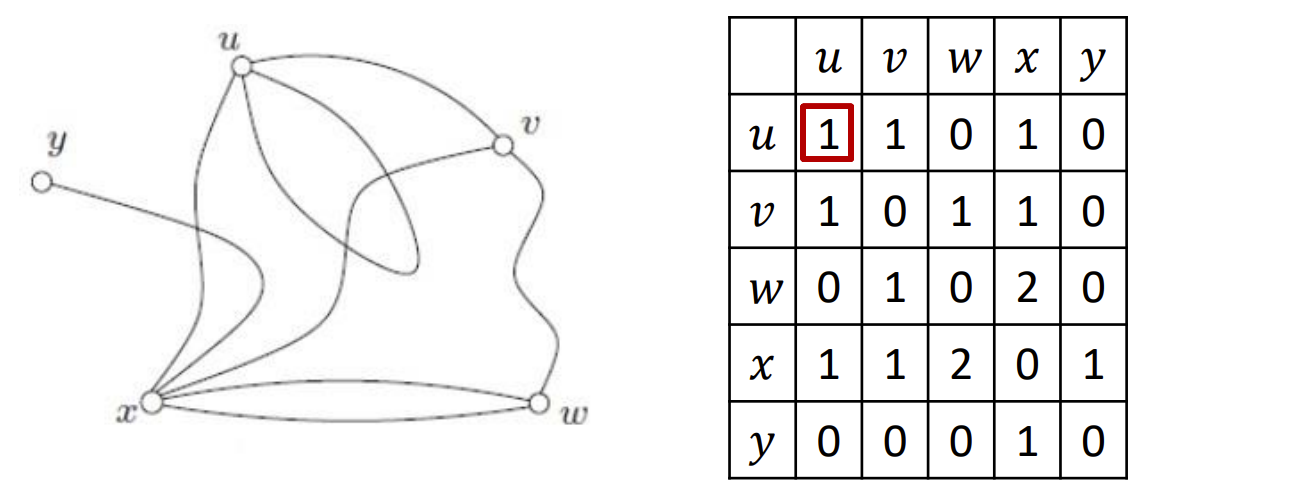 u
v
y
x
w
u v w x y
u 1 1 0 1 0
v 1 0 1 1 0
w 0 1 0 2 0
x 1 1 2 0 1
y 0 0 0 1 0